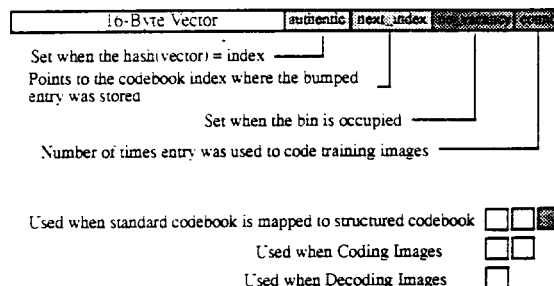 16-Byte Vector authentic next_index no_vacancy
Set when the hash(vector) = index
Points to the codebook index where the bumped
entry was stored
Set when the bin is occupied
Number of times entry was used to code training images
Used when standard codebook is mapped to structured codebook
Used when Coding Images
Used when Decoding Images